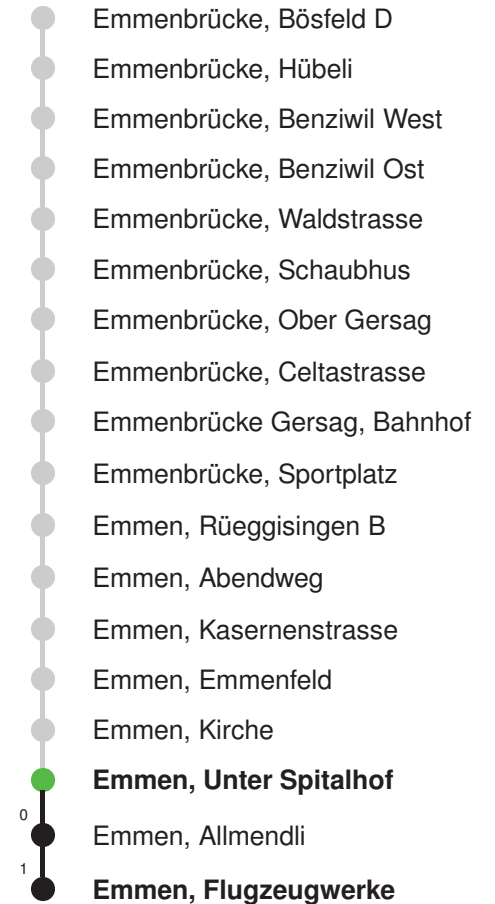 Emmenbrücke, Bösfeld D
Emmenbrücke, Hübeli
Emmenbrücke, Benziwil West
Emmenbrücke, Benziwil Ost
Emmenbrücke, Waldstrasse
Emmenbrücke, Schaubhus
Emmenbrücke, Ober Gersag
Emmenbrücke, Celtastrasse
Emmenbrücke Gersag, Bahnhof
Emmenbrücke, Sportplatz
Emmen, Rüeggisingen B
Emmen, Abendweg
Emmen, Kasernenstrasse
Emmen, Emmenfeld
Emmen, Kirche
Emmen, Unter Spitalhof
0
Emmen, Allmendli
1
Emmen, Flugzeugwerke